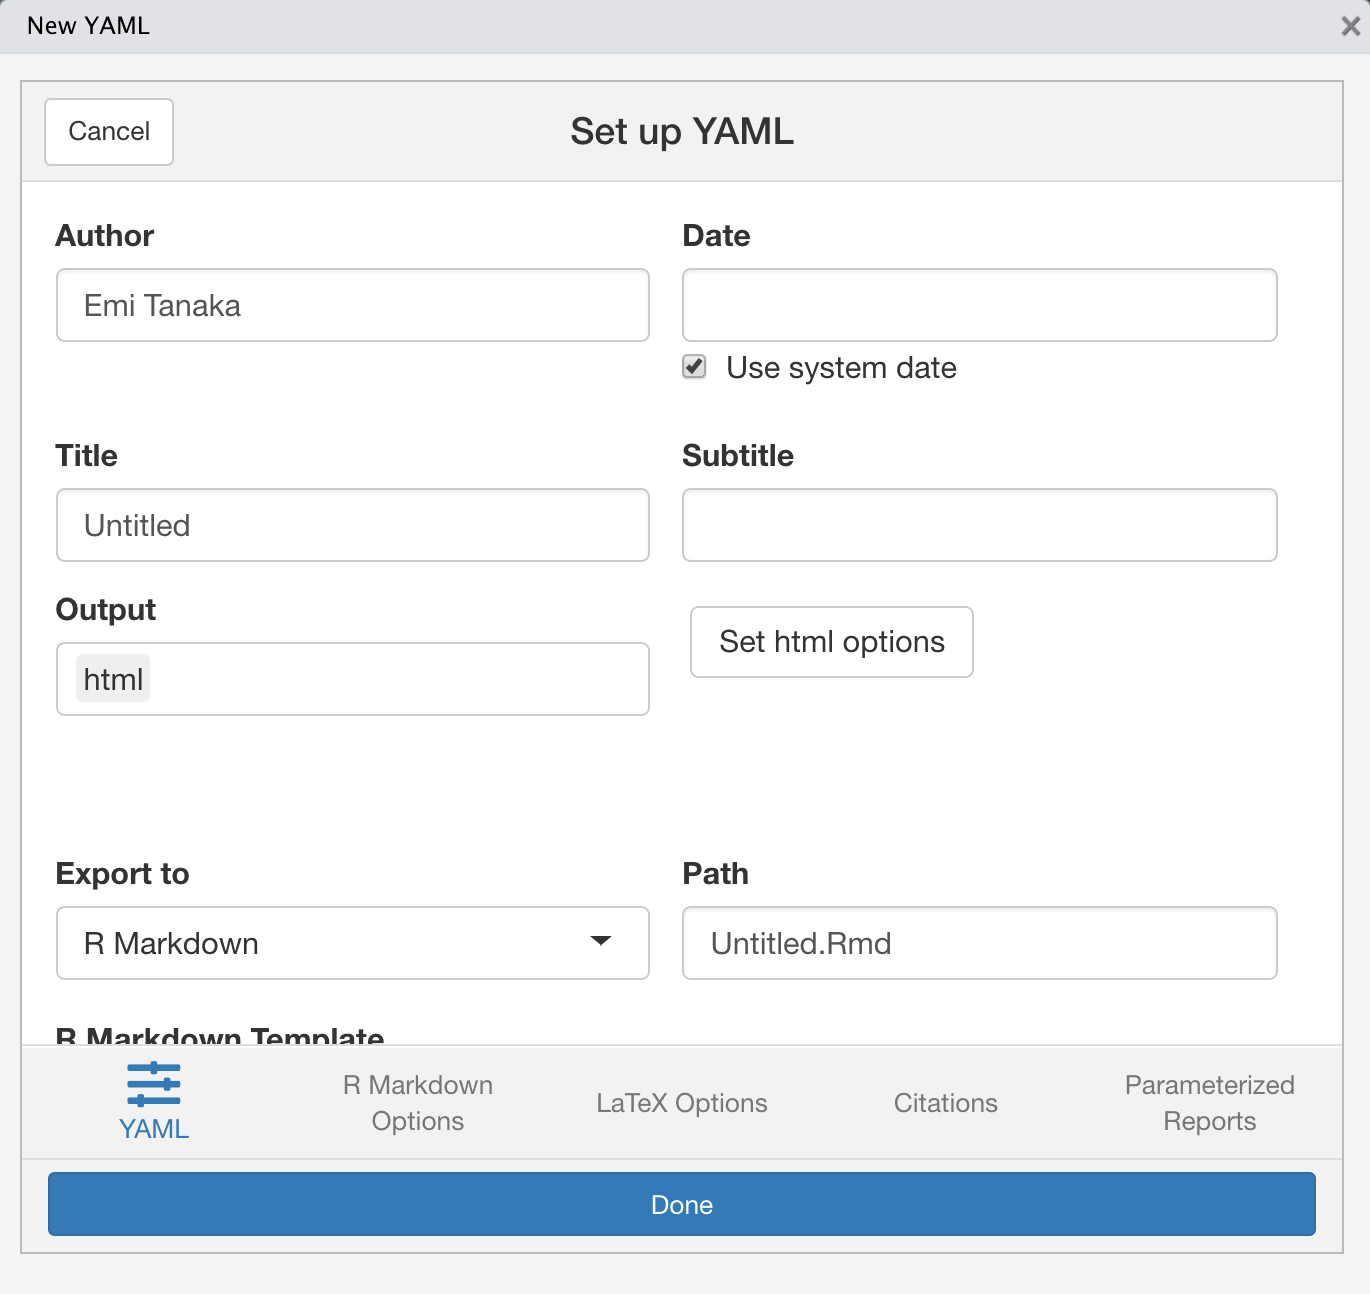 New YAML
Cancel
Set up YAML
Author
Date
Emi Tanaka
Use system date
Title
Subtitle
Untitled
Output
Set html options
html
Export to
Path
R Markdown
Untitled.Rmd
R Markdown Template
YAML
R Markdown
Options
LaTeX Options
Citations
Parameterized
Reports
Done